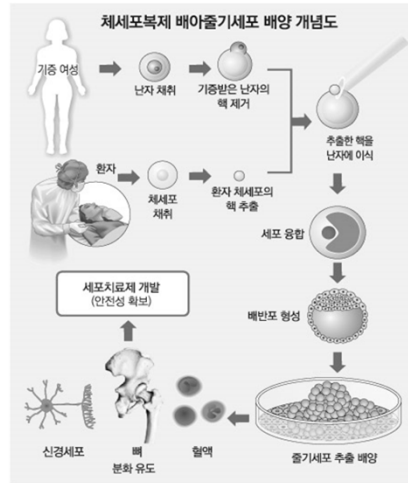 체세포복제 배아줄기세포 배양 개념도
기증 여성
난자 채취
기증받은 난자의
핵 제거
추출한 핵을
난자에 이식
환자
체세포
채취
환자 체세포의
핵 추출
세포 융합
배반포 형성
줄기세포 추출 배양
혈액
뼈
신경세포
분화 유도
세포치료제 개발
(안전성 확보)